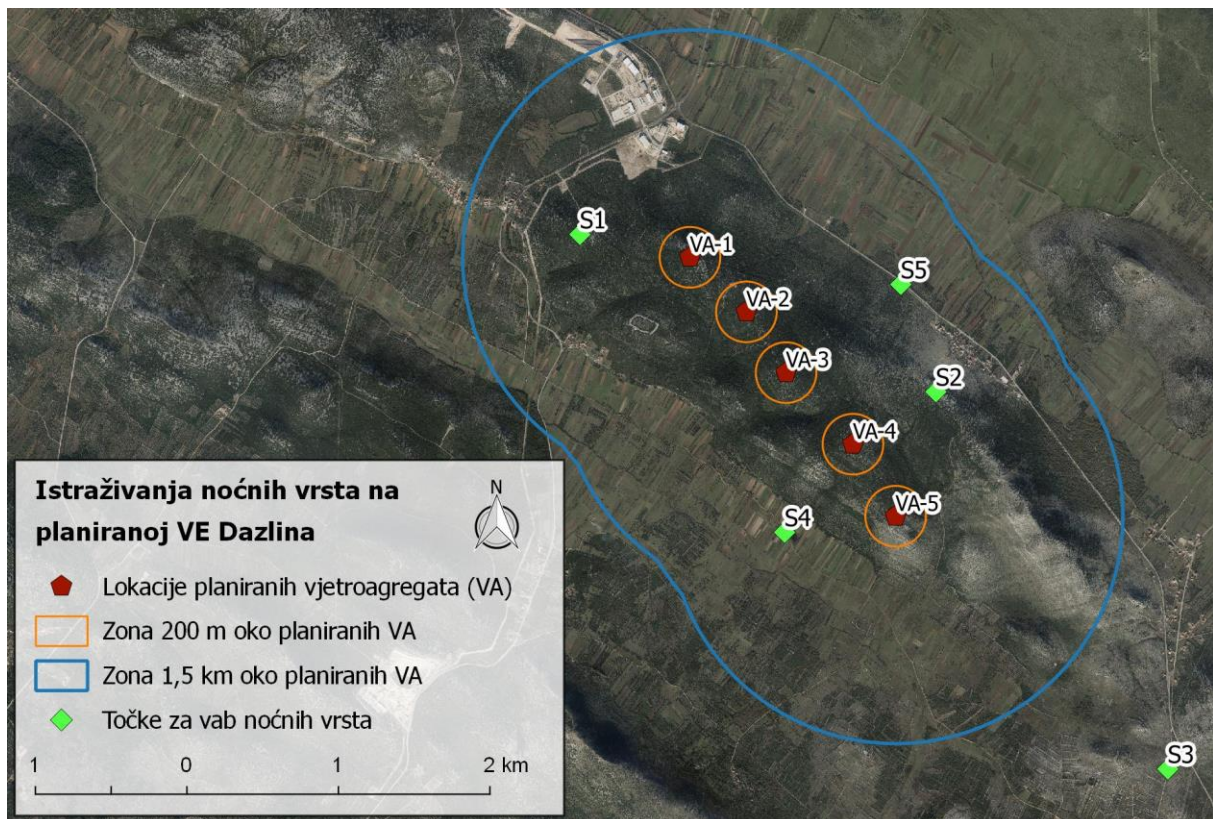 S1
VA-1
VA-2
S5
VA-3
S2
VA-4
VA-5
S4
S3
Istraživanja noćnih vrsta na
planiranoj VE Dazlina
N
Lokacije planiranih vjetroagregata (VA)
Zona 200 m oko planiranih VA
Zona 1,5 km oko planiranih VA
Točke za vab noćnih vrsta
1 0 1 2 km